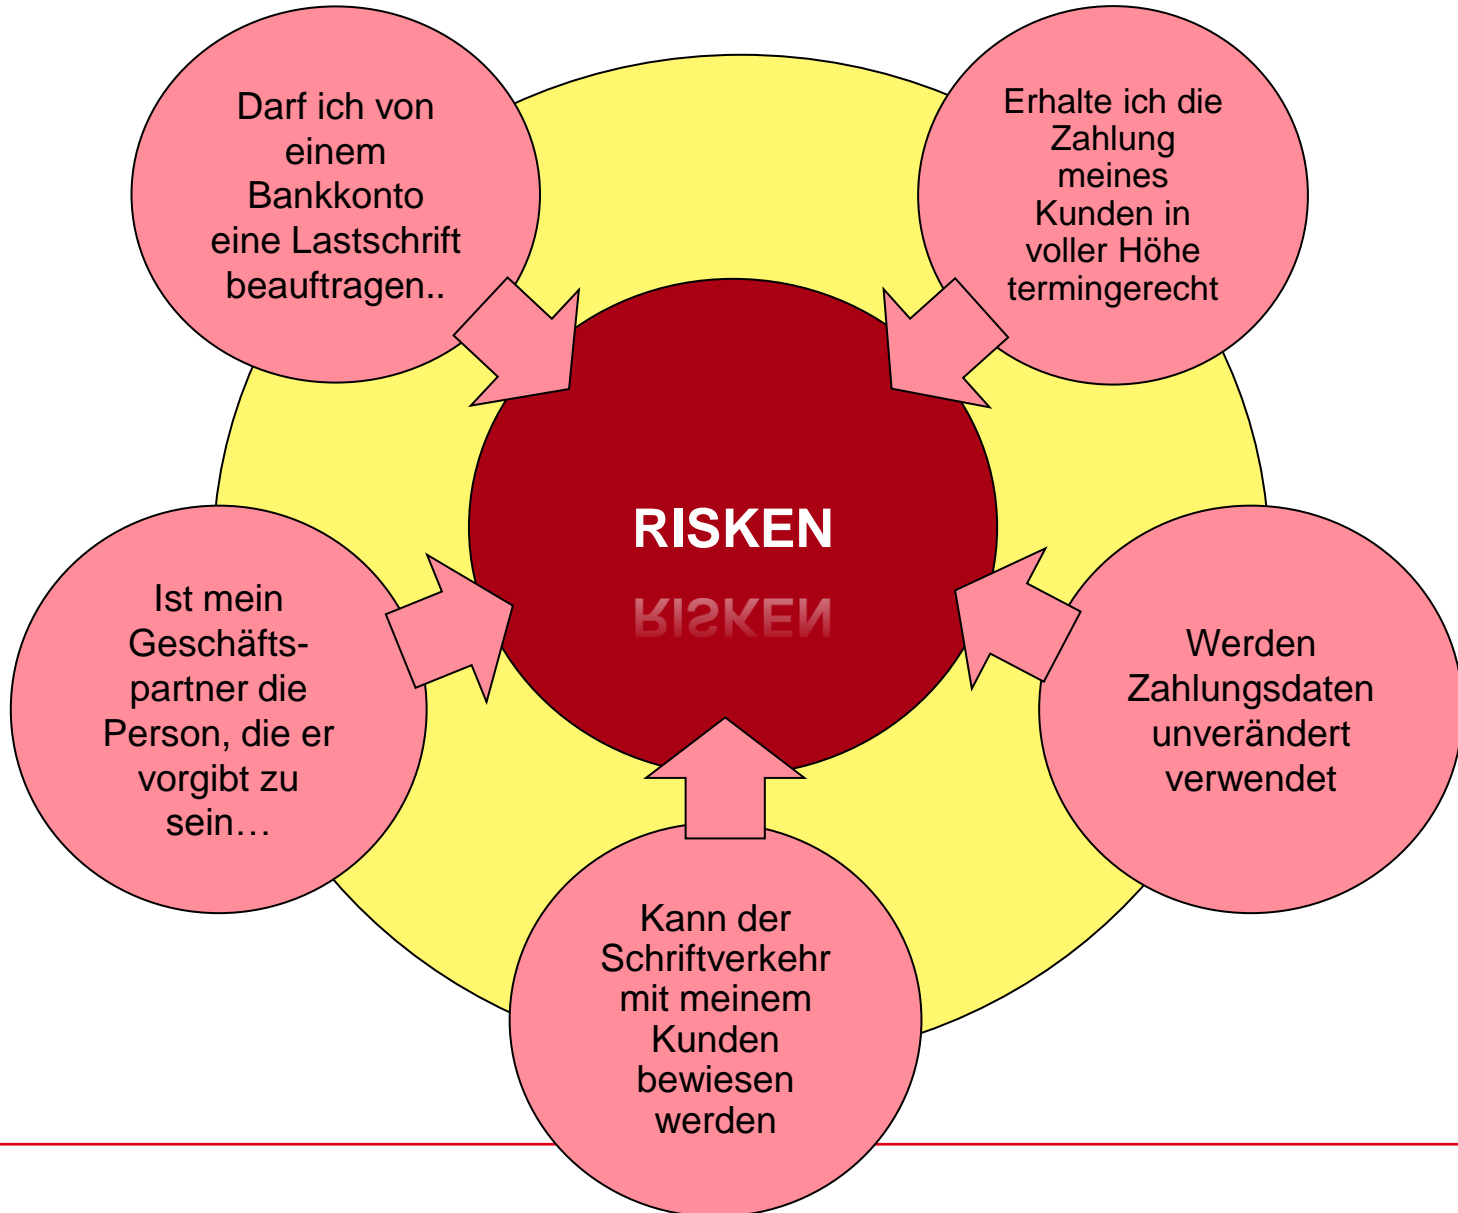 Darf ich von
einem
Bankkonto
eine Lastschrift
beauftragen..
Erhalte ich die
Zahlung
meines
Kunden in
voller Höhe
termingerecht
RISKEN
RISKEN
Ist mein
Geschäfts-
partner die
Person, die er
vorgibt zu
sein…
Werden
Zahlungsdaten
unverändert
verwendet
Kann der
Schriftverkehr
mit meinem
Kunden
bewiesen
werden